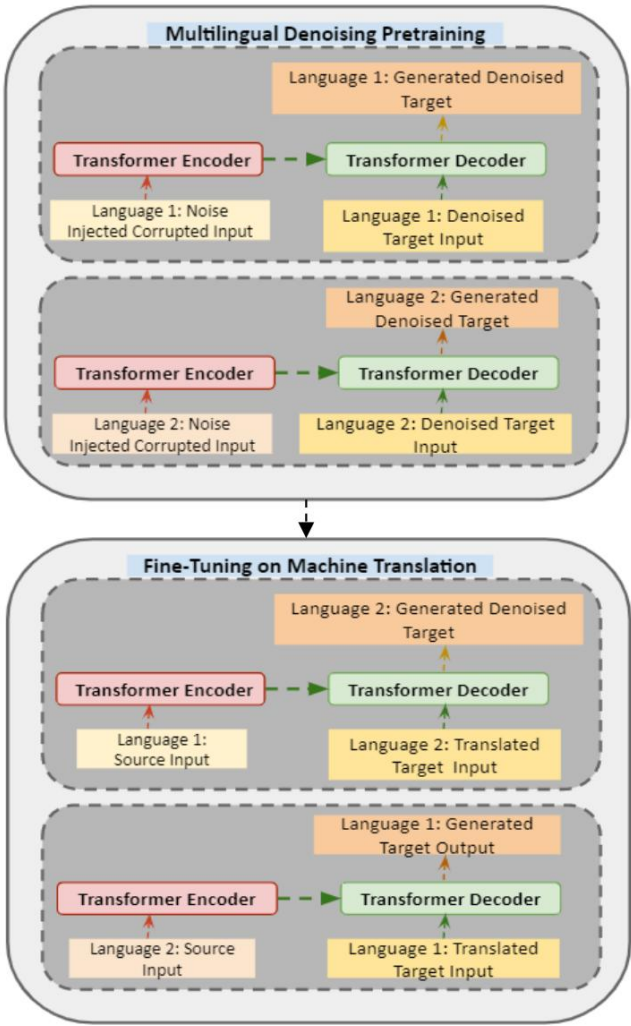 Multilingual Denoising Pretraining
Language 1: Generated Denoised
Target
Transformer Encoder
Transformer Decoder
Language 1: Noise
Injected Corrupted Input
Language 1: Denoised
Target Input
Language 2: Generated
Denoised Target
Transformer Encoder
Transformer Decoder
Language 2: Noise
Injected Corrupted Input
Language 2: Denoised Target
Input
Fine-Tuning on Machine Translation
Language 2: Generated Denoised
Target
Transformer Encoder
Transformer Decoder
Language 1:
Source Input
Language 2: Translated
Target Input
Language 1: Generated
Target Output
Transformer Encoder
Transformer Decoder
Language 2: Source
Input
Language 1: Translated
Target Input